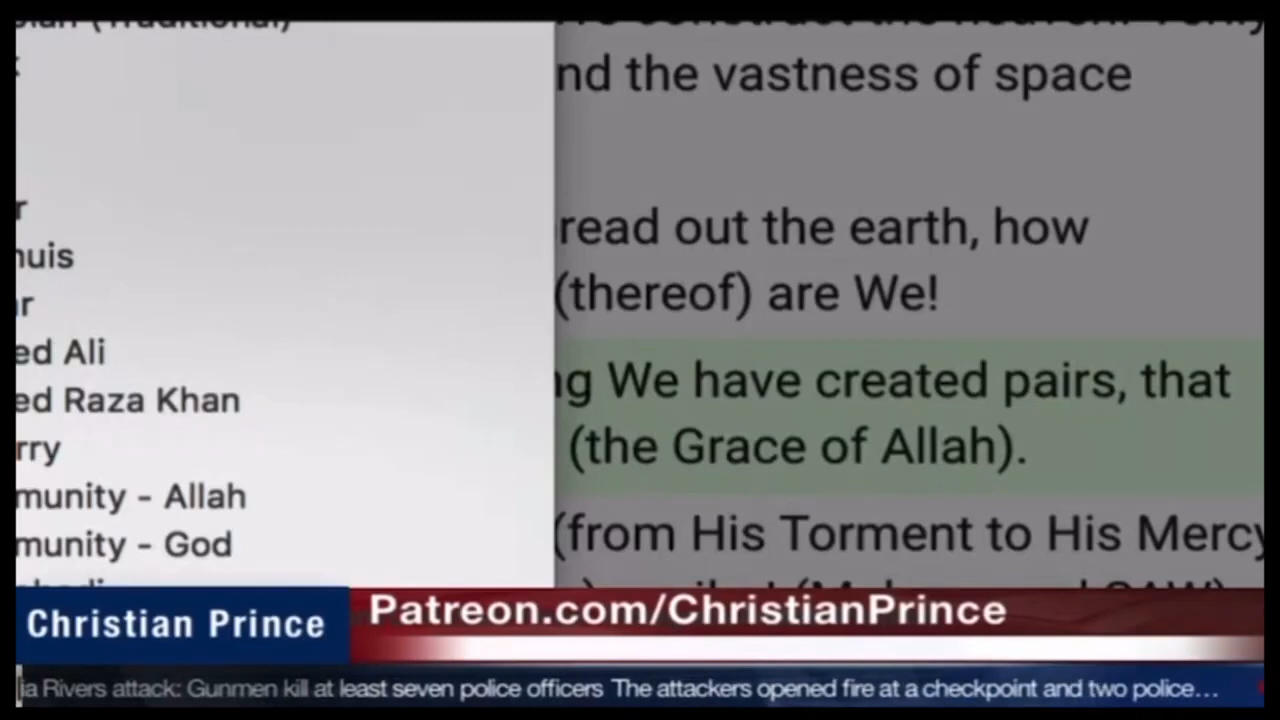 nd the vastness of space
r
read out the earth, how
huis
(thereof) are We!
ed Ali
ng We have created pairs, that
ed Raza Khan
(the Grace of Allah).
rry
munity - Allah
(from His Torment to His Mercy
munity - God
Christian Prince
Patreon.com/ChristianPrince
ia Rivers attack: Gunmen kill at least seven police officers The attackers opened fire at a checkpoint and two police...